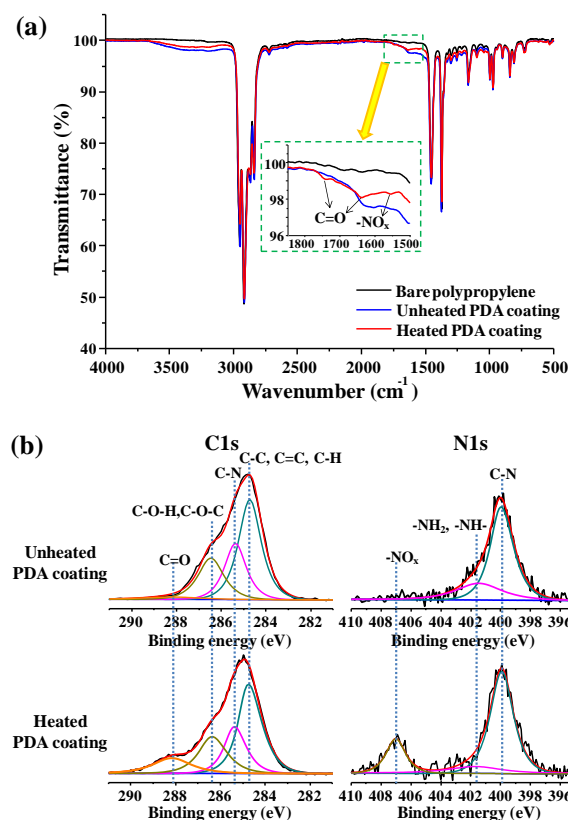 (a)
100
90
80
70
60
50
40
Transmittance (%)
100
98
96
94
1800 1700 1600 1500
C=O
-NOx
Bare polypropylene
Unheated PDA coating
Heated PDA coating
4000 3500 3000 2500 2000 1500 1000 500
Wavenumber (cm-1)
(b)
C1s
N1s
C-C, C=C, C-H
C-N
C-O-H,C-O-C
C=O
C-N
-NH2, -NH-
-NOx
Unheated
PDA coating
290 288 286 284 282
Binding energy (eV)
410 408 406 404 402 400 398 396
Binding energy (eV)
Heated
PDA coating
290 288 286 284 282
Binding energy (eV)
410 408 406 404 402 400 398 396
Binding energy (eV)